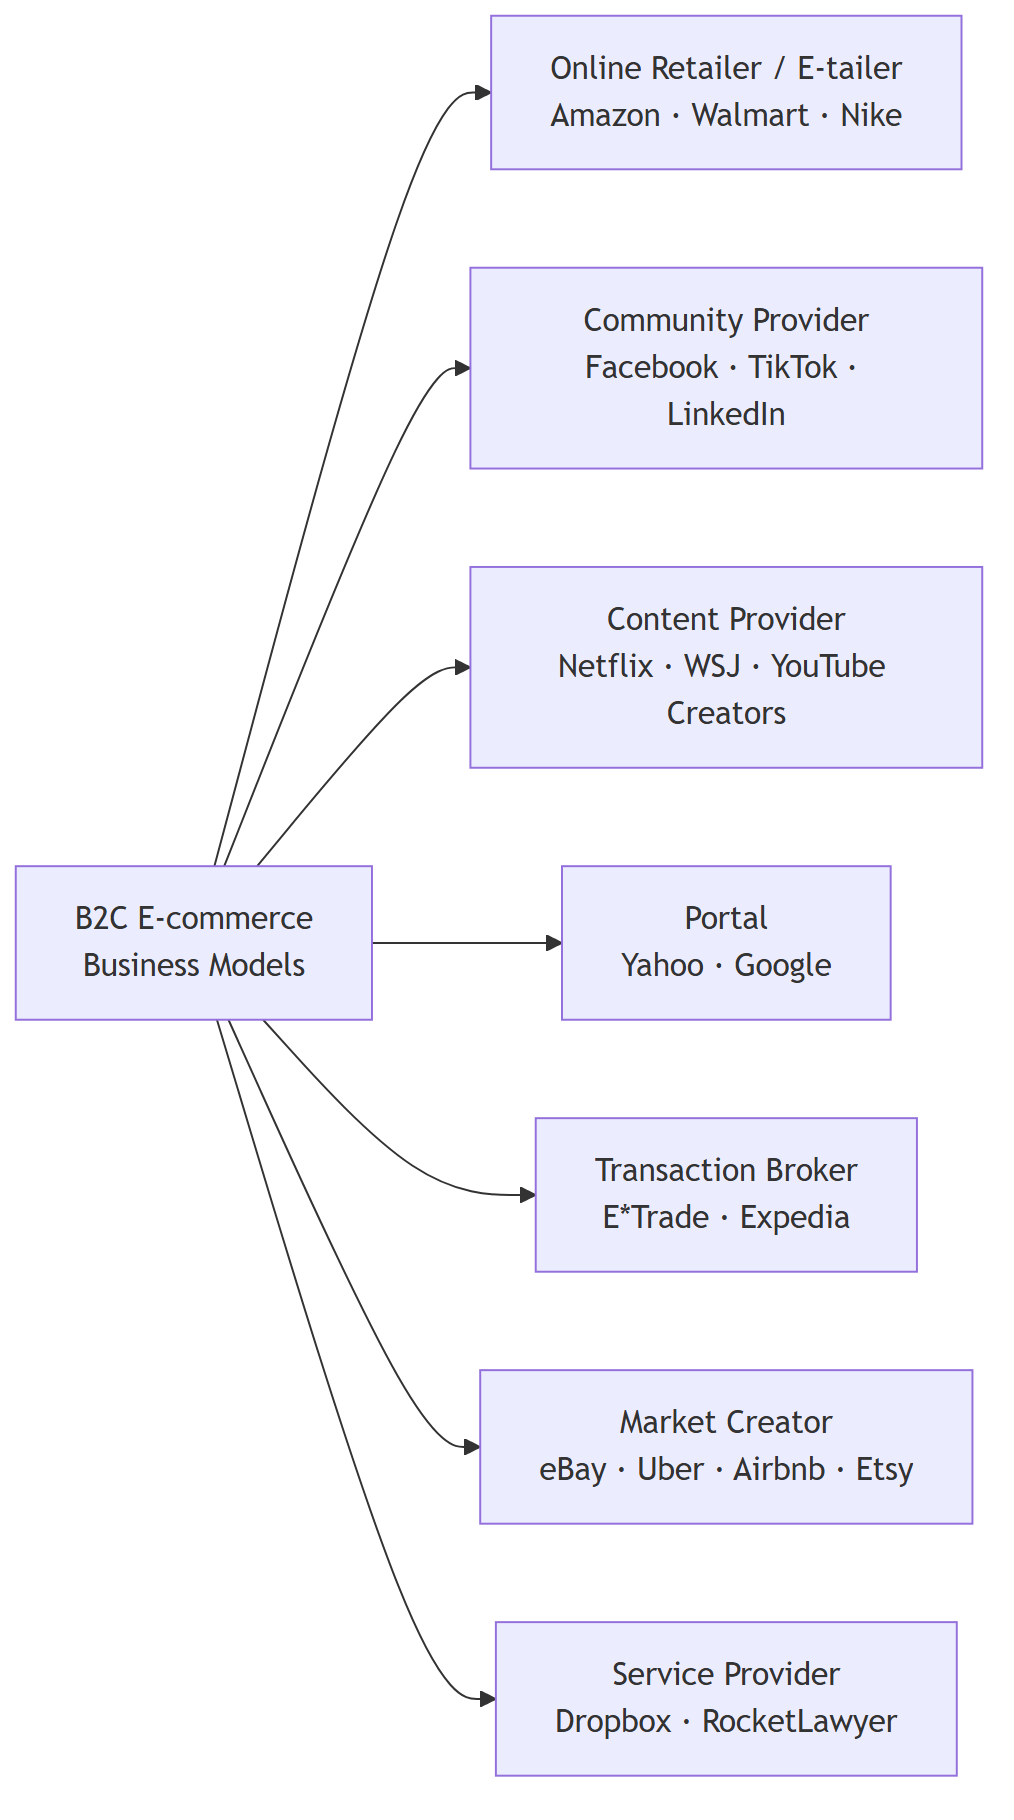 Online Retailer / E-tailer
Amazon · Walmart · Nike
Community Provider
Facebook · TikTok ·
LinkedIn
Content Provider
Netflix · WSJ · YouTube
Creators
B2C E-commerce
Business Models
Portal
Yahoo · Google
Transaction Broker
E*Trade · Expedia
Market Creator
eBay · Uber · Airbnb · Etsy
Service Provider
Dropbox · RocketLawyer